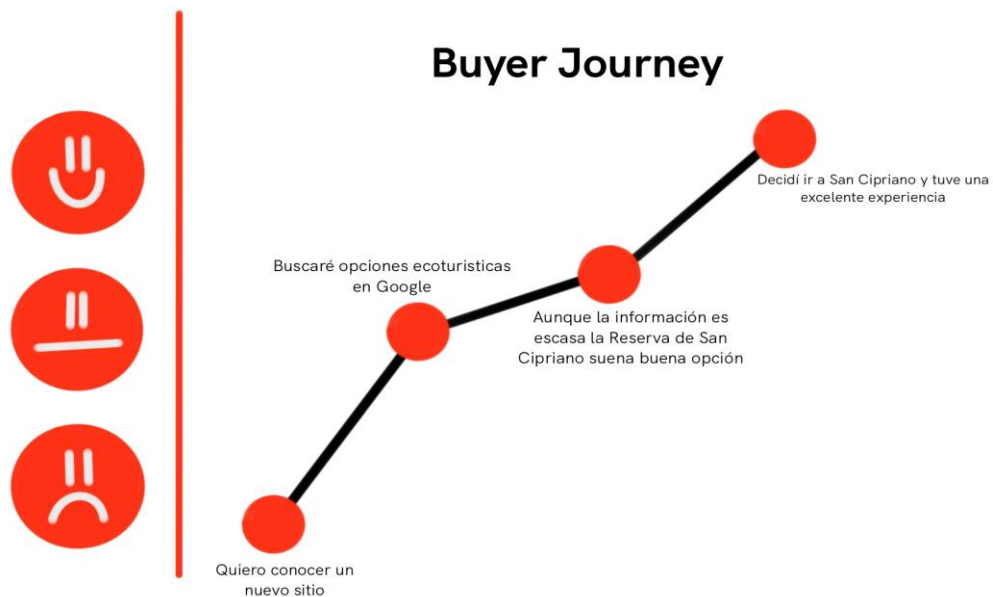 Buyer Journey
Decidí ir a San Cipriano y tuve una
excelente experiencia
Buscaré opciones ecoturisticas
en Google
Aunque la información es
escasa la Reserva de San
Cipriano suena buena opción
Quiero conocer un
nuevo sitio